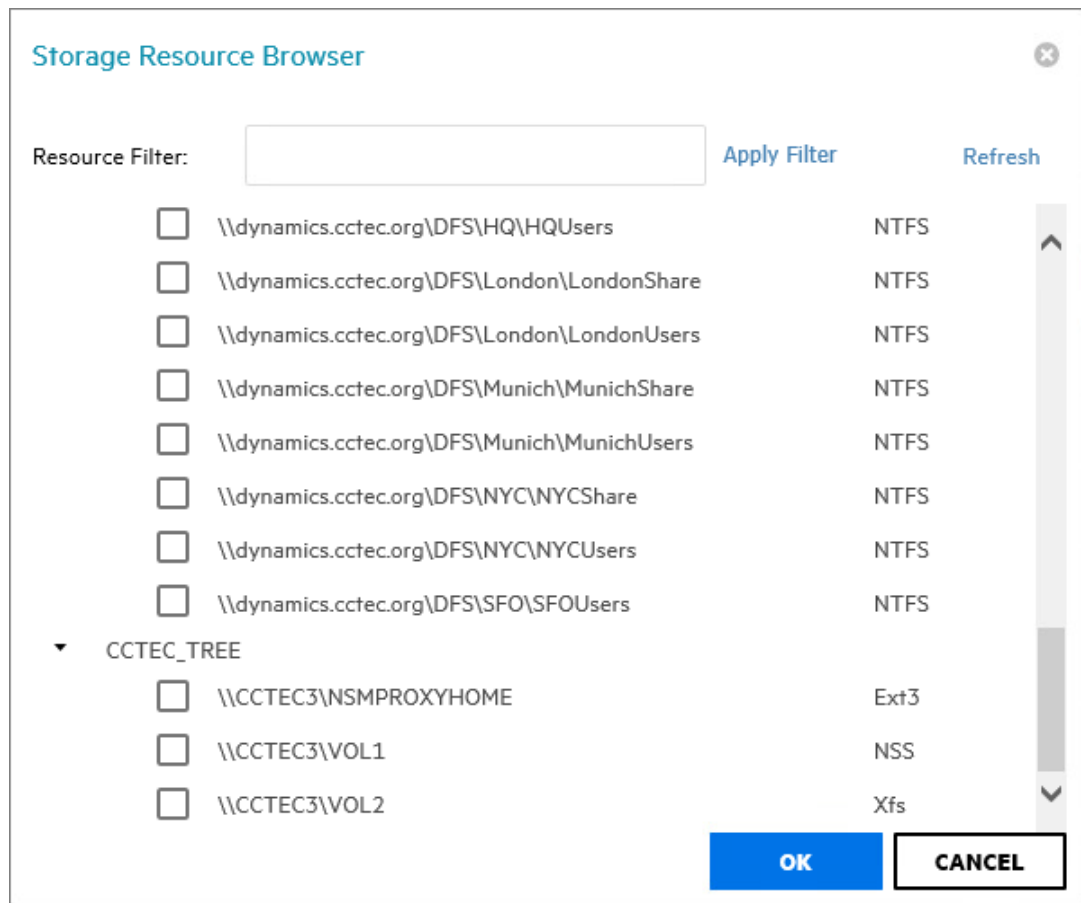 Storage Resource Browser
Resource Filter: Apply Filter Refresh
\\dynamics.cctec.org\DFS\HQ\HQUsers NTFS
\\dynamics.cctec.org\DFS\London\LondonShare NTFS
\\dynamics.cctec.org\DFS\London\LondonUsers NTFS
\\dynamics.cctec.org\DFS\Munich\MunichShare NTFS
\\dynamics.cctec.org\DFS\Munich\MunichUsers NTFS
\\dynamics.cctec.org\DFS\NYC\NYCShare NTFS
\\dynamics.cctec.org\DFS\NYC\NYCUsers NTFS
\\dynamics.cctec.org\DFS\SFO\SFOUsers NTFS
CCTEC_TREE
\\CCTEC3\NSMPROXYHOME Ext3
\\CCTEC3\VOL1 NSS
\\CCTEC3\VOL2 Xfs
OK CANCEL